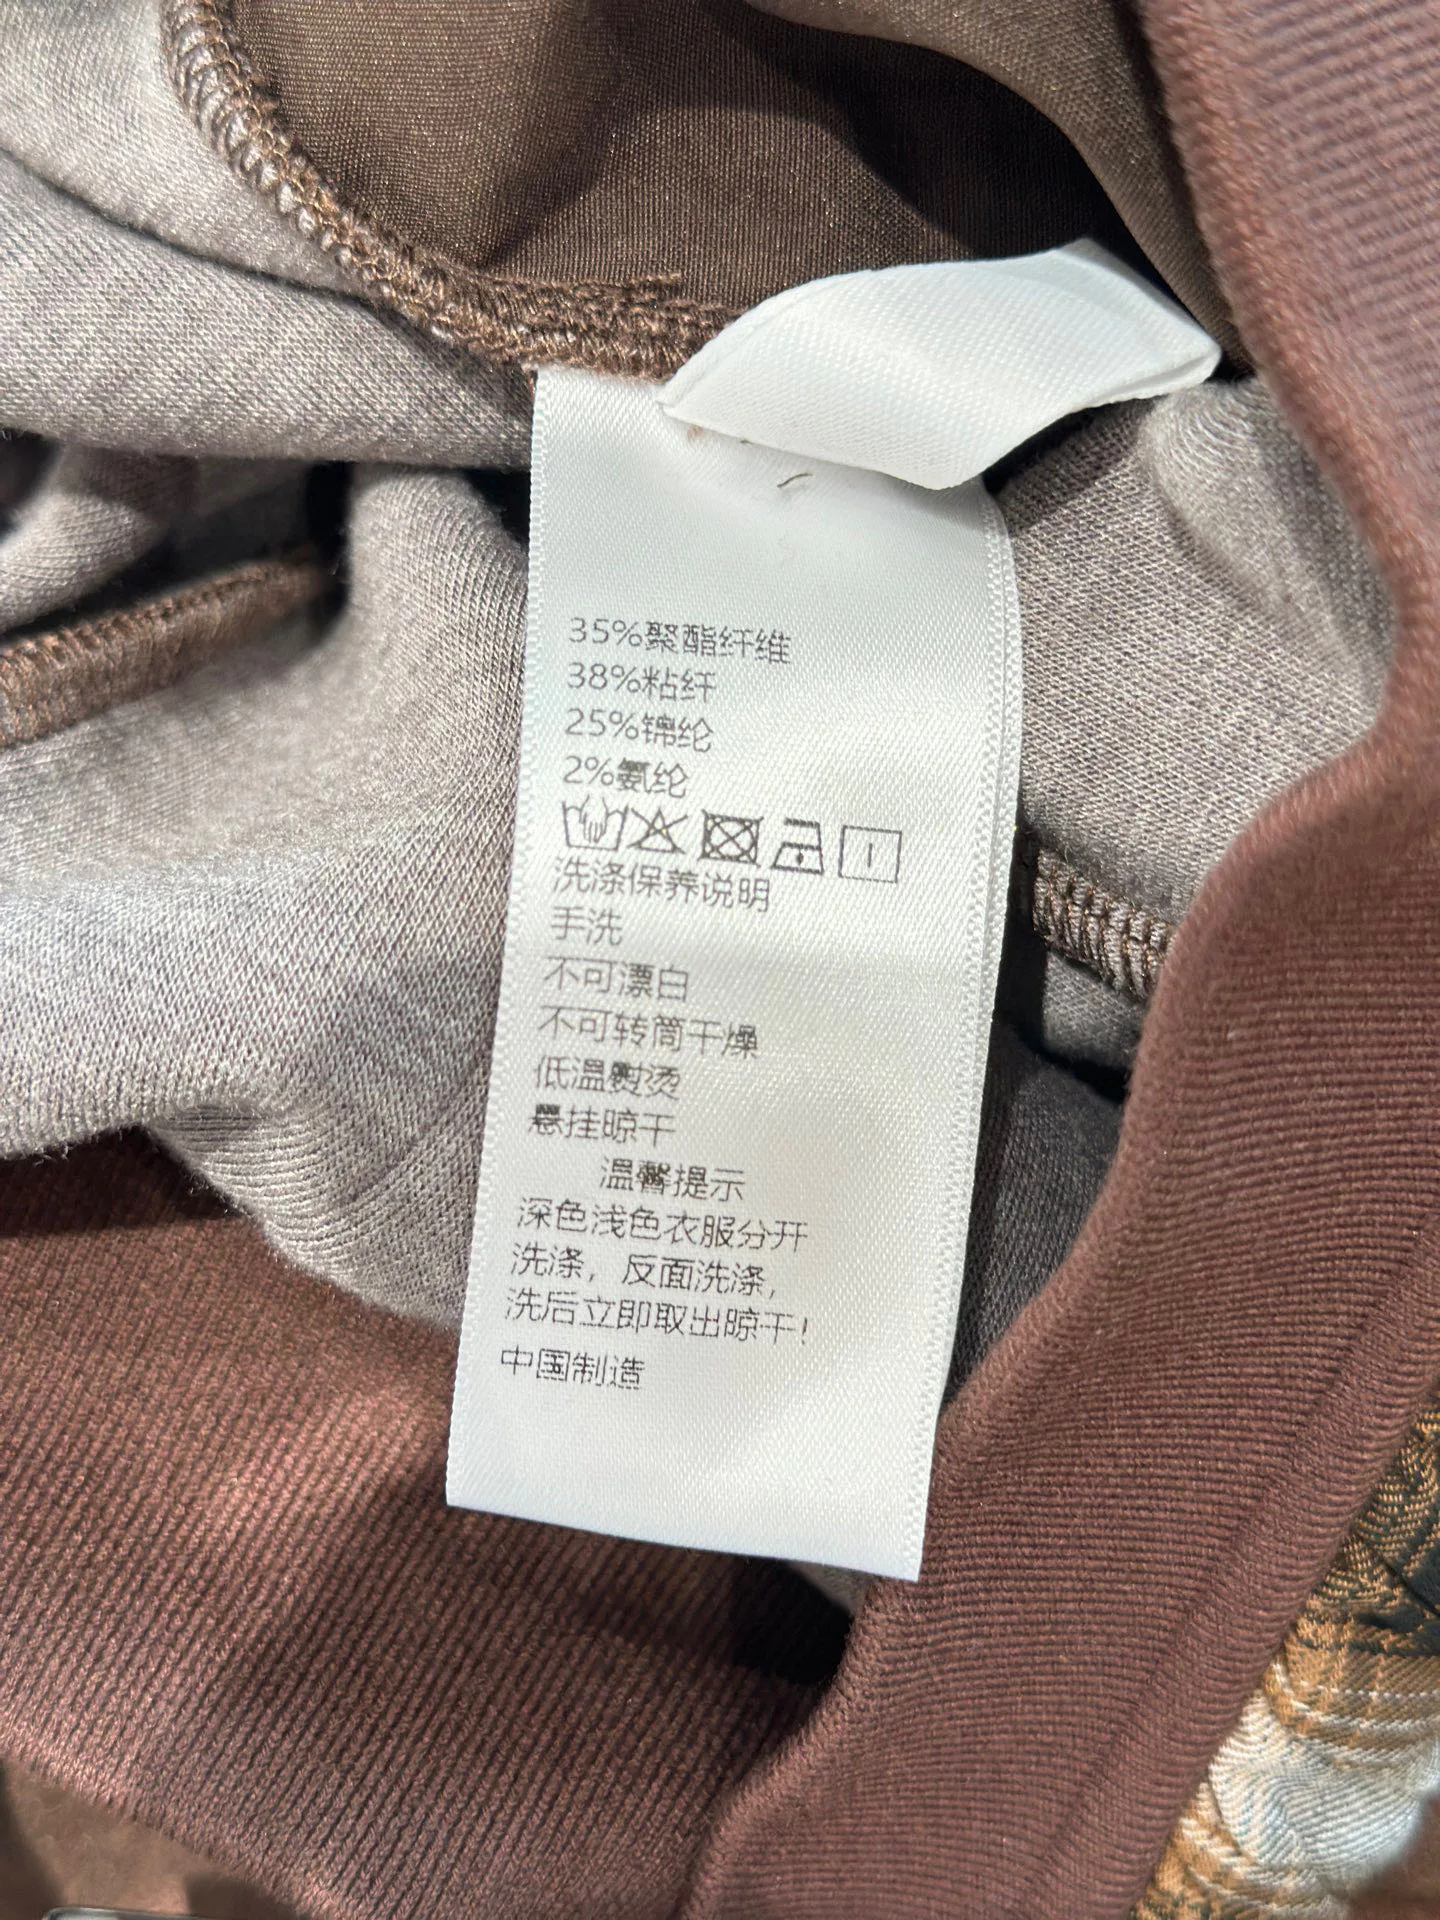 35%聚酯纤维
38%粘纤
25%锦纶
2%氨纶
洗涤保养说明
手洗
不可漂白
不可转筒干燥
低温熨烫
悬挂晾干
温馨提示
深色浅色衣服分开
洗涤，反面洗涤，
洗后立即取出晾干！
中国制造